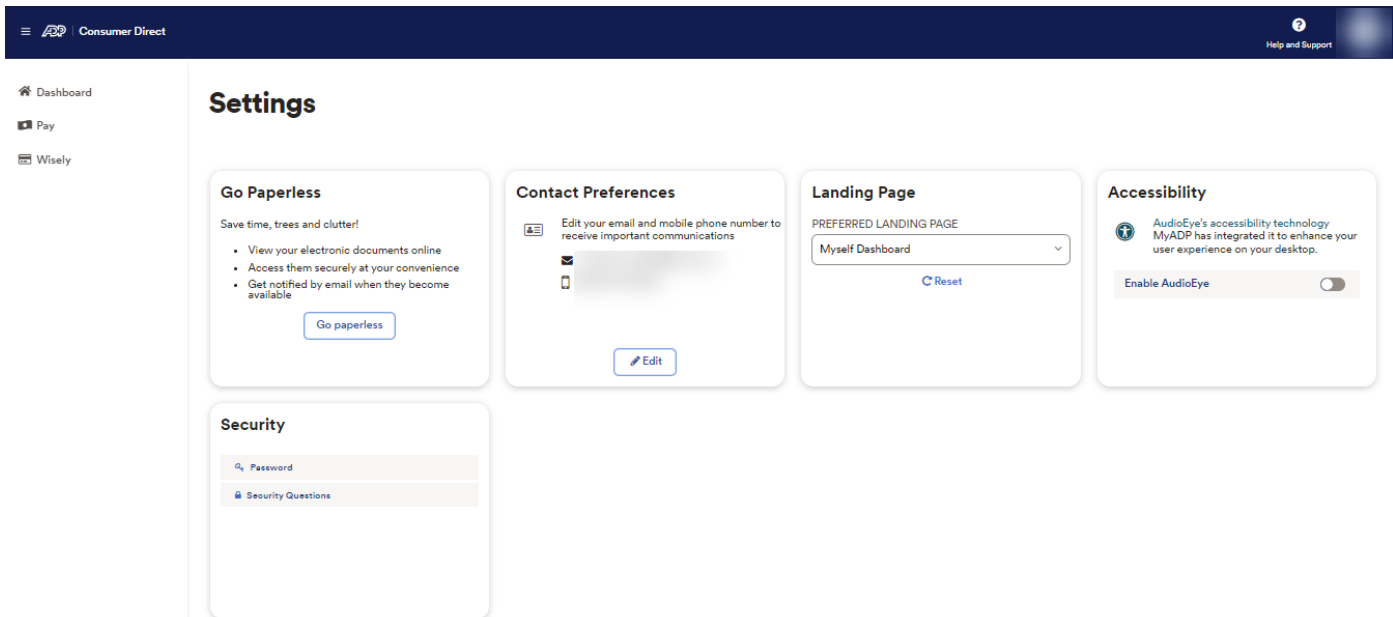 ADP Consumer Direct
Help and Support
Dashboard
Pay
Wisely
Settings
Go Paperless
Save time, trees and clutter!
• View your electronic documents online
• Access them securely at your convenience
• Get notified by email when they become
available
Go paperless
Contact Preferences
Edit your email and mobile phone number to
receive important communications
Edit
Landing Page
PREFERRED LANDING PAGE
Myself Dashboard
Reset
Accessibility
AudioEye's accessibility technology
MyADP has integrated it to enhance your
user experience on your desktop.
Enable AudioEye
Security
Password
Security Questions